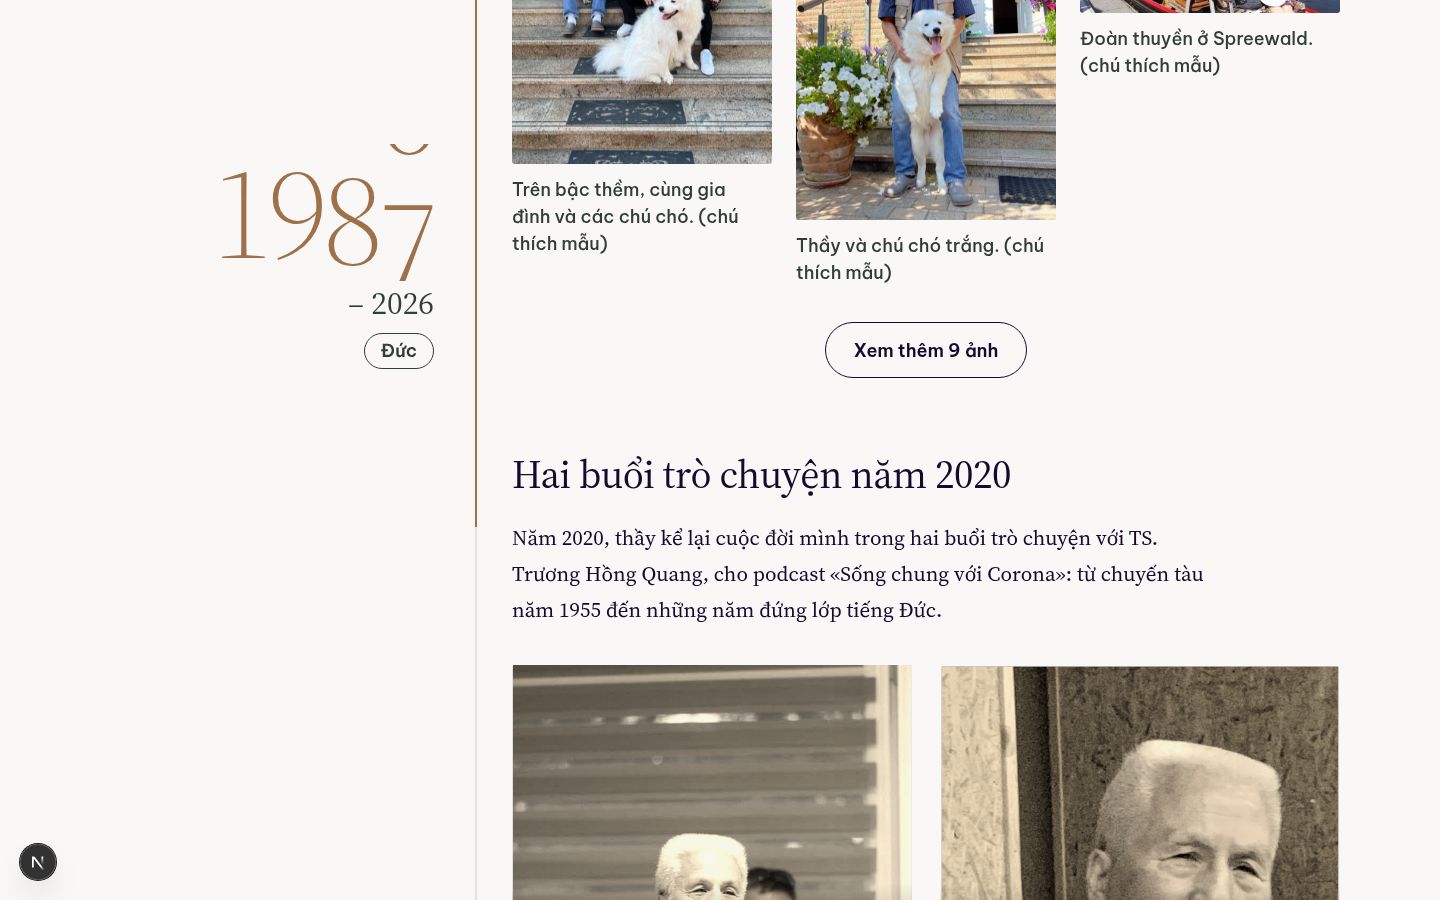 Đoàn thuyền ở Spreewald.
(chú thích mẫu)
Trên bậc thềm, cùng gia
đình và các chú chó. (chú
thích mẫu)
Thầy và chú chó trắng. (chú
thích mẫu)
1987
– 2026
Đức
Xem thêm 9 ảnh
Hai buổi trò chuyện năm 2020
Năm 2020, thầy kể lại cuộc đời mình trong hai buổi trò chuyện với TS.
Trương Hồng Quang, cho podcast «Sống chung với Corona»: từ chuyến tàu
năm 1955 đến những năm đứng lớp tiếng Đức.
N